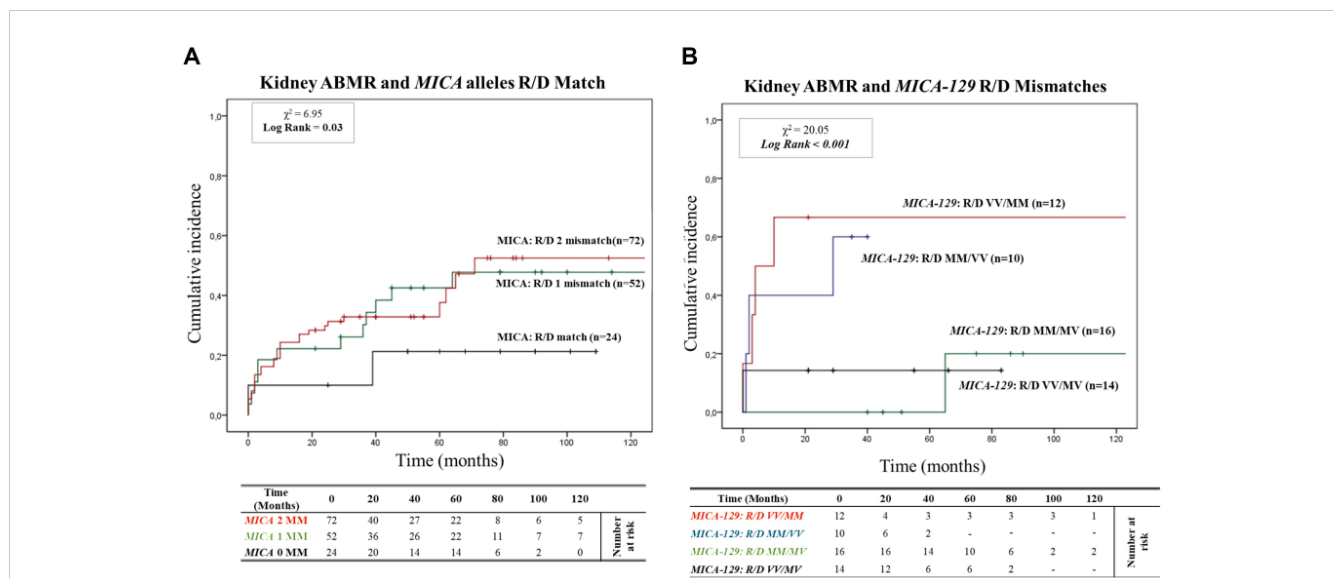 A
Kidney ABMR and MICA alleles R/D Match
χ² = 6.95
Log Rank = 0.03
1,0
0,8
0,6
0,4
0,2
0,0
Cumulative incidence
MICA: R/D 2 mismatch(n=72)
MICA: R/D 1 mismatch (n=52)
MICA: R/D match (n=24)
0 20 40 60 80 100 120
Time (months)
Time (Months) 0 20 40 60 80 100 120
MICA 2 MM 72 40 27 22 8 6 5
MICA 1 MM 52 36 26 22 11 7 7
MICA 0 MM 24 20 14 14 6 2 0
Number at risk
B
Kidney ABMR and MICA-129 R/D Mismatches
χ² = 20.05
Log Rank < 0.001
1,0
0,8
0,6
0,4
0,2
0,0
Cumulative incidence
MICA-129: R/D VV/MM (n=12)
MICA-129: R/D MM/VV (n=10)
MICA-129: R/D MM/MV (n=16)
MICA-129: R/D VV/MV (n=14)
0 20 40 60 80 100 120
Time (months)
Time (Months) 0 20 40 60 80 100 120
MICA-129: R/D VV/MM 12 4 3 3 3 3 1
MICA-129: R/D MM/VV 10 6 2 - - - -
MICA-129: R/D MM/MV 16 16 14 10 6 2 2
MICA-129: R/D VV/MV 14 12 6 6 2 - -
Number at risk